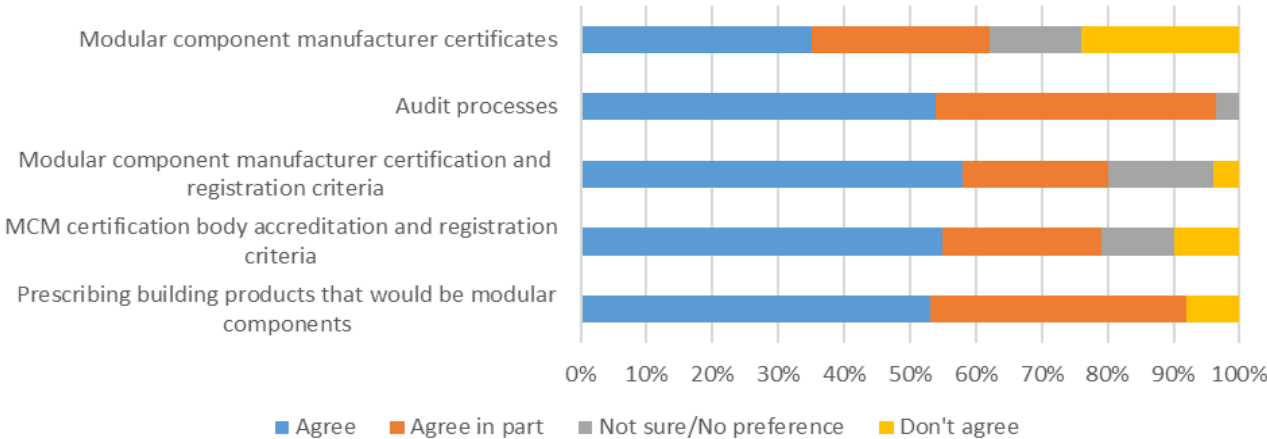 Modular component manufacturer certificates
Audit processes
Modular component manufacturer certification and
registration criteria
MCM certification body accreditation and registration
criteria
Prescribing building products that would be modular
components
0% 10% 20% 30% 40% 50% 60% 70% 80% 90% 100%
Agree Agree in part Not sure/No preference Don't agree